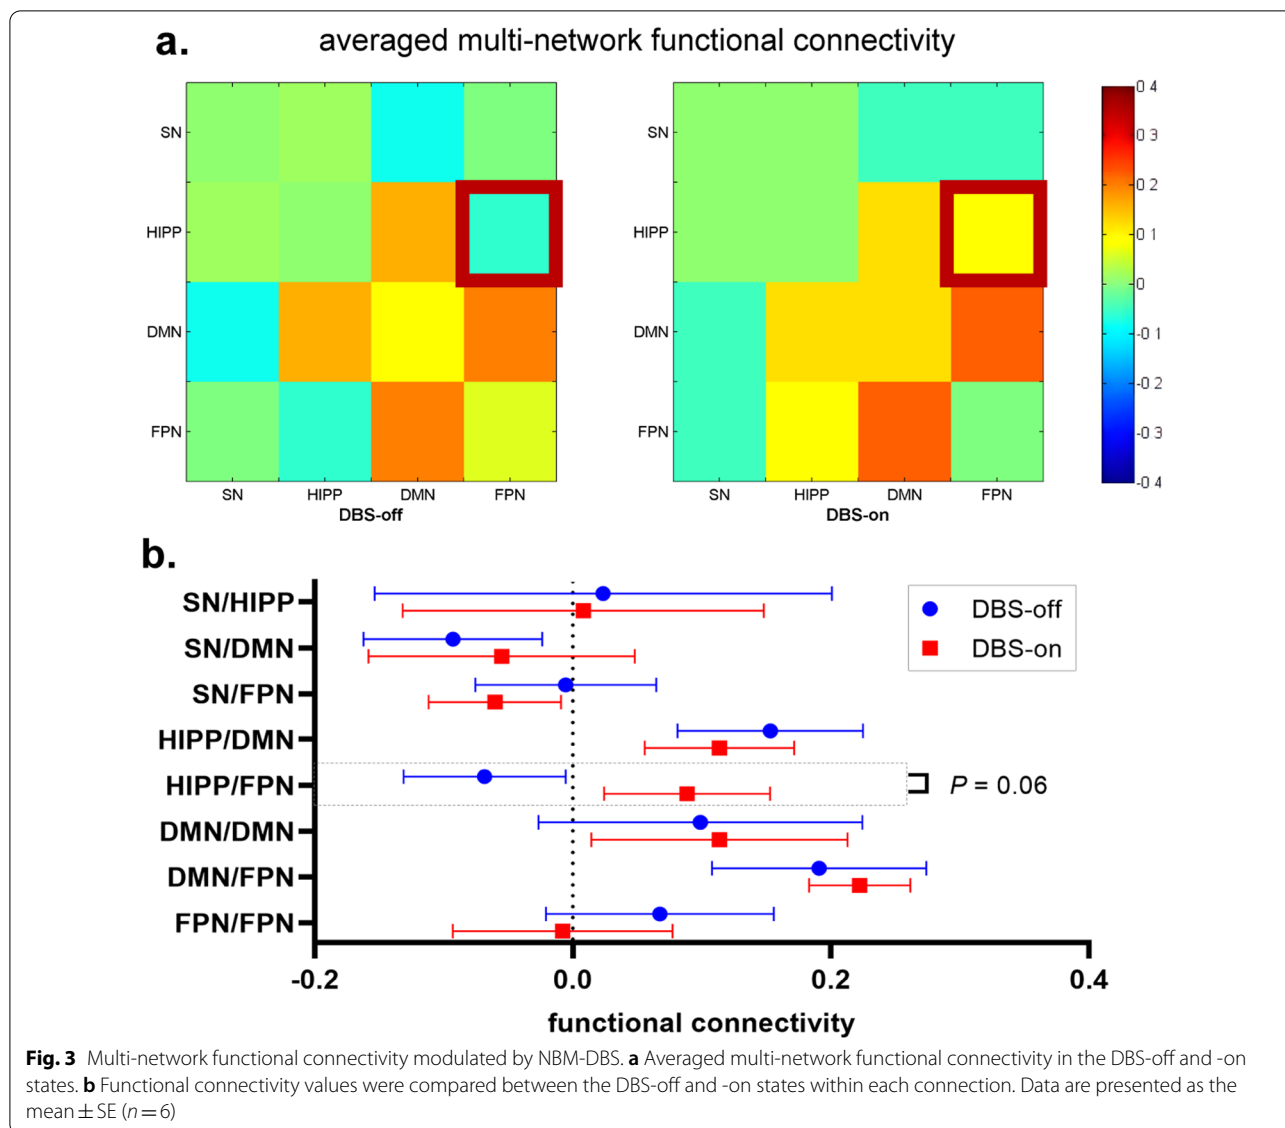 a.
averaged multi-network functional connectivity
SN
HIPP
DMN
FPN
SN HIPP DMN FPN
DBS-off
SN
HIPP
DMN
FPN
SN HIPP DMN FPN
DBS-on
0 4
0 3
0 2
0 1
0
-0 1
-0 2
-0 3
-0 4
b.
SN/HIPP
SN/DMN
SN/FPN
HIPP/DMN
HIPP/FPN
DMN/DMN
DMN/FPN
FPN/FPN
DBS-off
DBS-on
P = 0.06
-0.2 0.0 0.2 0.4
functional connectivity
Fig. 3 Multi-network functional connectivity modulated by NBM-DBS. a Averaged multi-network functional connectivity in the DBS-off and -on
states. b Functional connectivity values were compared between the DBS-off and -on states within each connection. Data are presented as the
mean ± SE (n = 6)